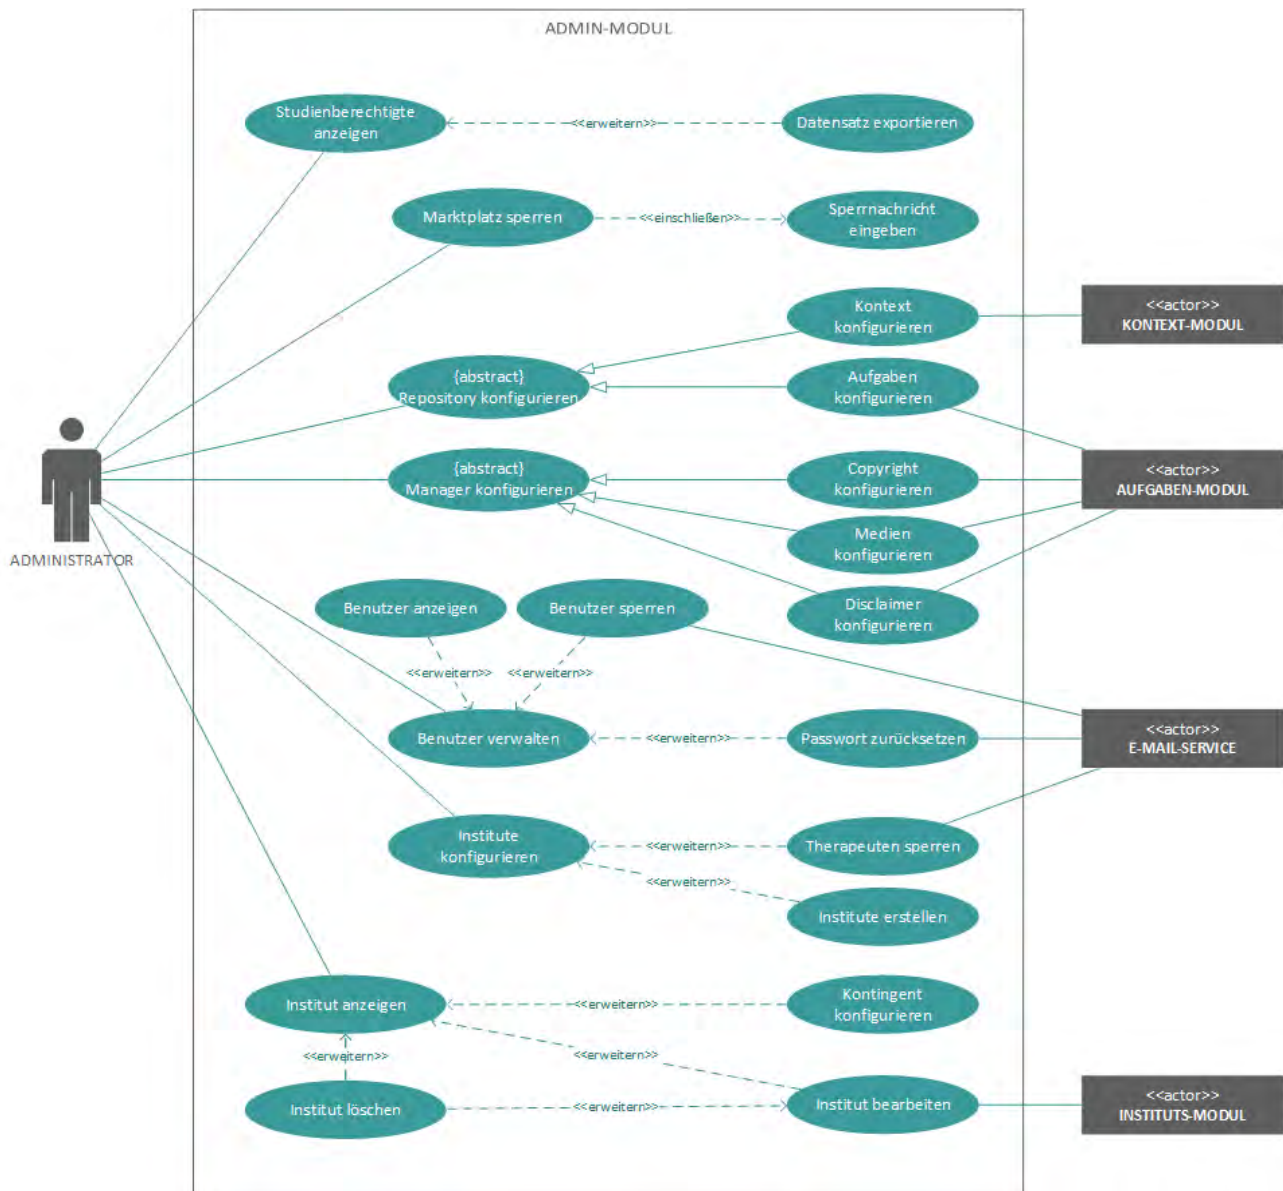 ADMIN-MODUL
Studienberechtigte
anzeigen
<<erweitern>>
Datensatz exportieren
Marktplatz sperren
<<einschließen>>
Sperrnachricht
eingeben
Kontext
konfigurieren
<<actor>>
KONTEXT-MODUL
{abstract}
Repository konfigurieren
Aufgaben
konfigurieren
{abstract}
Manager konfigurieren
Copyright
konfigurieren
<<actor>>
AUFGABEN-MODUL
Medien
konfigurieren
ADMINISTRATOR
Benutzer anzeigen
Benutzer sperren
Disclaimer
konfigurieren
<<erweitern>>
<<erweitern>>
Benutzer verwalten
<<erweitern>>
Passwort zurücksetzen
<<actor>>
E-MAIL-SERVICE
Institute
konfigurieren
<<erweitern>>
Therapeuten sperren
<<erweitern>>
Institute erstellen
Institut anzeigen
<<erweitern>>
Kontingent
konfigurieren
<<erweitern>>
<<erweitern>>
Institut löschen
<<erweitern>>
Institut bearbeiten
<<actor>>
INSTITUTS-MODUL